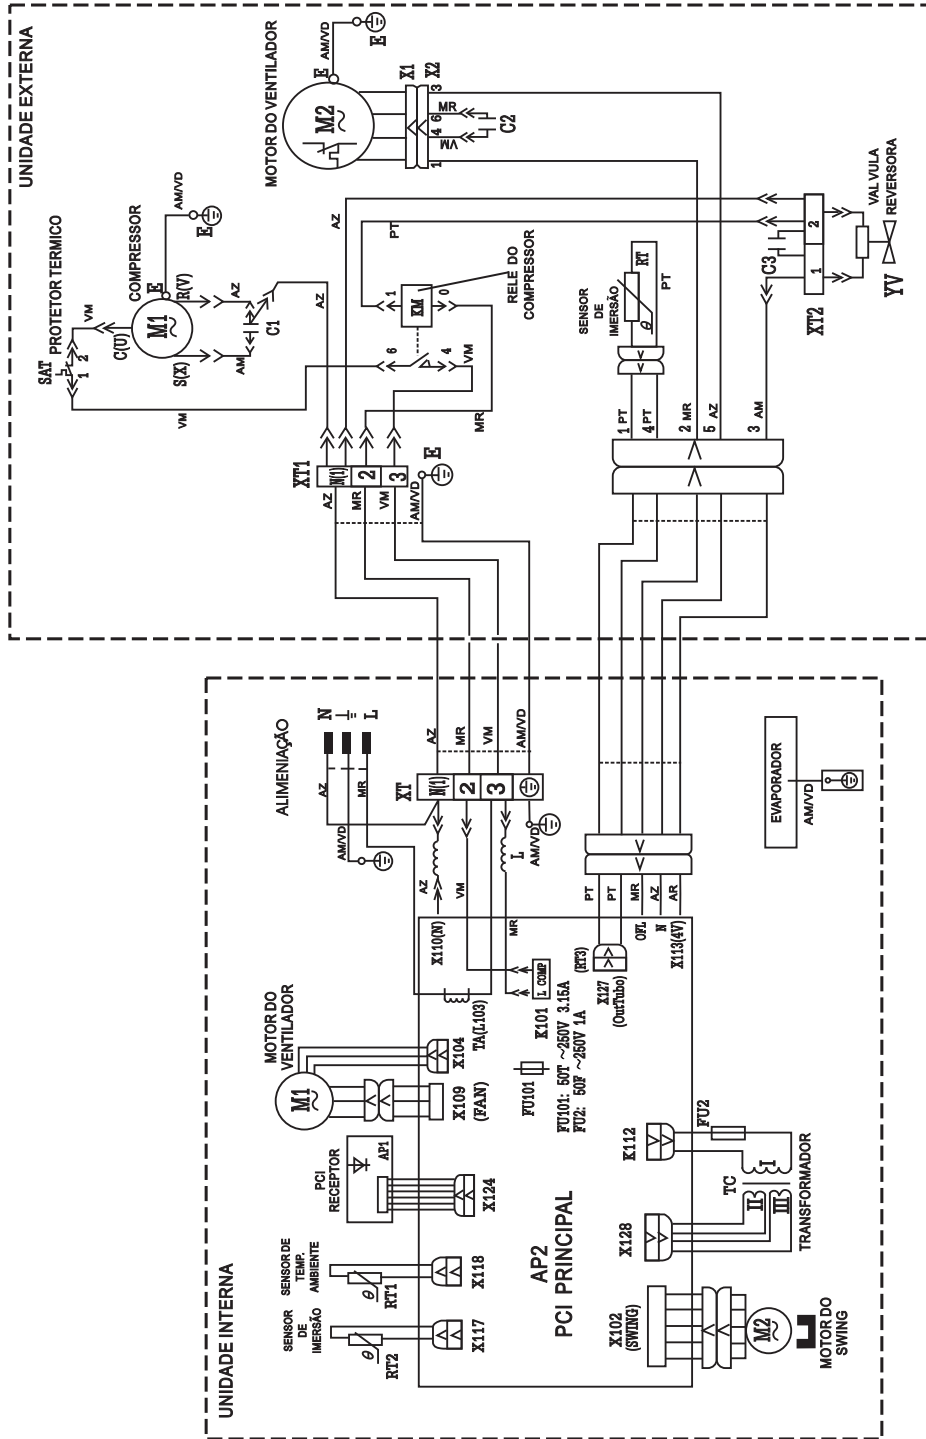 UNIDADE EXTERNA
MOTOR DO VENTILADOR
AM/VD
E
E
M2
X1
X2
3
6
4
1
MR
VM
C2
PROTETOR TERMICO
COMPRESSOR
AM/VD
E
E
R(V)
M1
C(U)
S(X)
VM
SAT
2
1
VM
AZ
AM
C1
AZ
AZ
PT
RELE DO
COMPRESSOR
1
0
KM
6
4
VM
MR
SENSOR
DE
IMERSÃO
RT
θ
PT
VAL VULA
REVERSORA
YV
C3
2
1
XT2
1
PT
4
PT
2
MR
5
AZ
3
AM
XT1
N(1)
2
3
E
AZ
MR
VM
AM/VD
UNIDADE INTERNA
ALIMENIAÇÃO
N
L
AZ
AM/VD
MR
AZ
MR
VM
AM/VD
XT
N(1)
2
3
L
AM/VD
AZ
VM
MR
X110(N)
TA(L103)
K101
L COMP
EVAPORADOR
AM/VD
PT
PT
MR
AZ
AR
(RT3)
OFL
N
X113(4V)
X127
(OutTubo)
MOTOR DO
VENTILADOR
M1
X104
X109
(FAN)
FU101
FU101: 50T ~250V 3.15A
FU2: 50F ~250V 1A
PCI
RECEPTOR
AP1
X124
SENSOR DE
TEMP.
AMBIENTE
θ
RT1
X118
SENSOR
DE
IMERSÃO
θ
RT2
X117
AP2
PCI PRINCIPAL
K112
FU2
TC
I
II
III
TRANSFORMADOR
X128
X102
(SWING)
M2
MOTOR DO
SWING